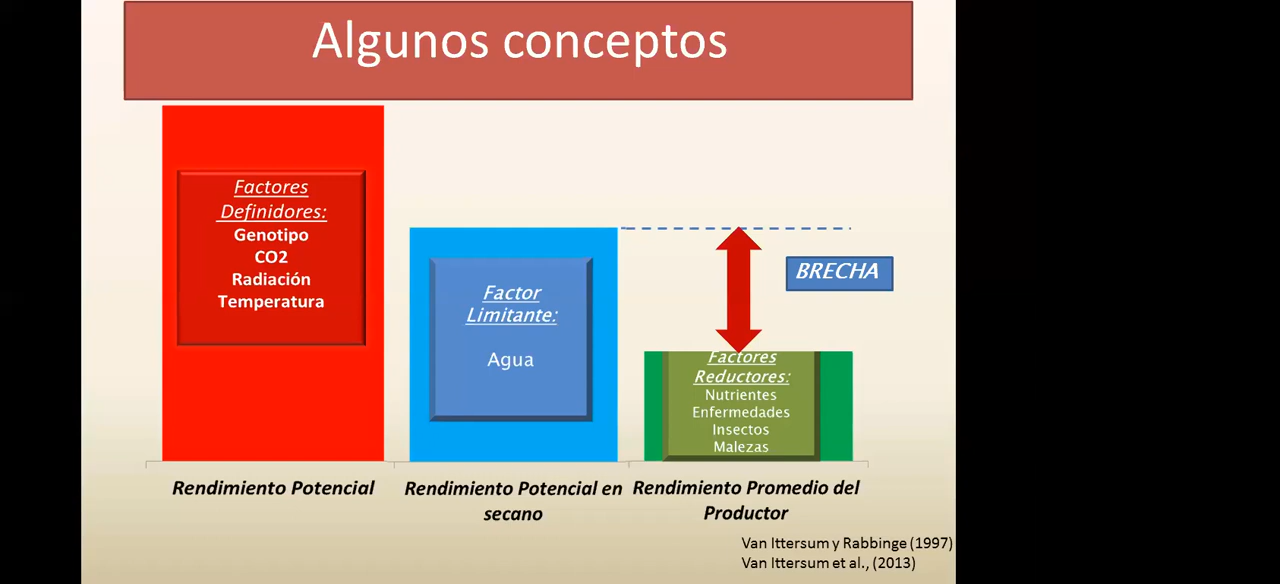 Algunos conceptos
Factores
Definidores:
Genotipo
CO2
Radiación
Temperatura
Factor
Limitante:
Agua
BRECHA
Factores
Reductores:
Nutrientes
Enfermedades
Insectos
Malezas
Rendimiento Potencial
Rendimiento Potencial en
secano
Rendimiento Promedio del
Productor
Van Ittersum y Rabbinge (1997)
Van Ittersum et al., (2013)